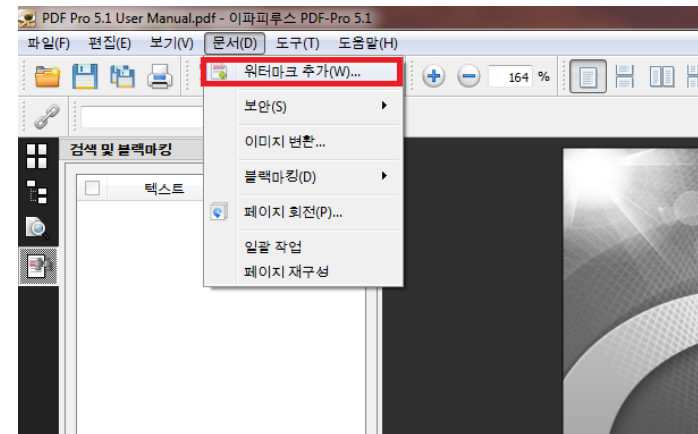 PDF Pro 5.1 User Manual.pdf - 이파피루스 PDF-Pro 5.1
파일(F) 편집(E) 보기(V) 문서(D) 도구(T) 도움말(H)
워터마크 추가(W)...
164 %
보안(S)
이미지 변환...
블랙마킹(D)
페이지 회전(P)...
일괄 작업
페이지 재구성
검색 및 블랙마킹
텍스트